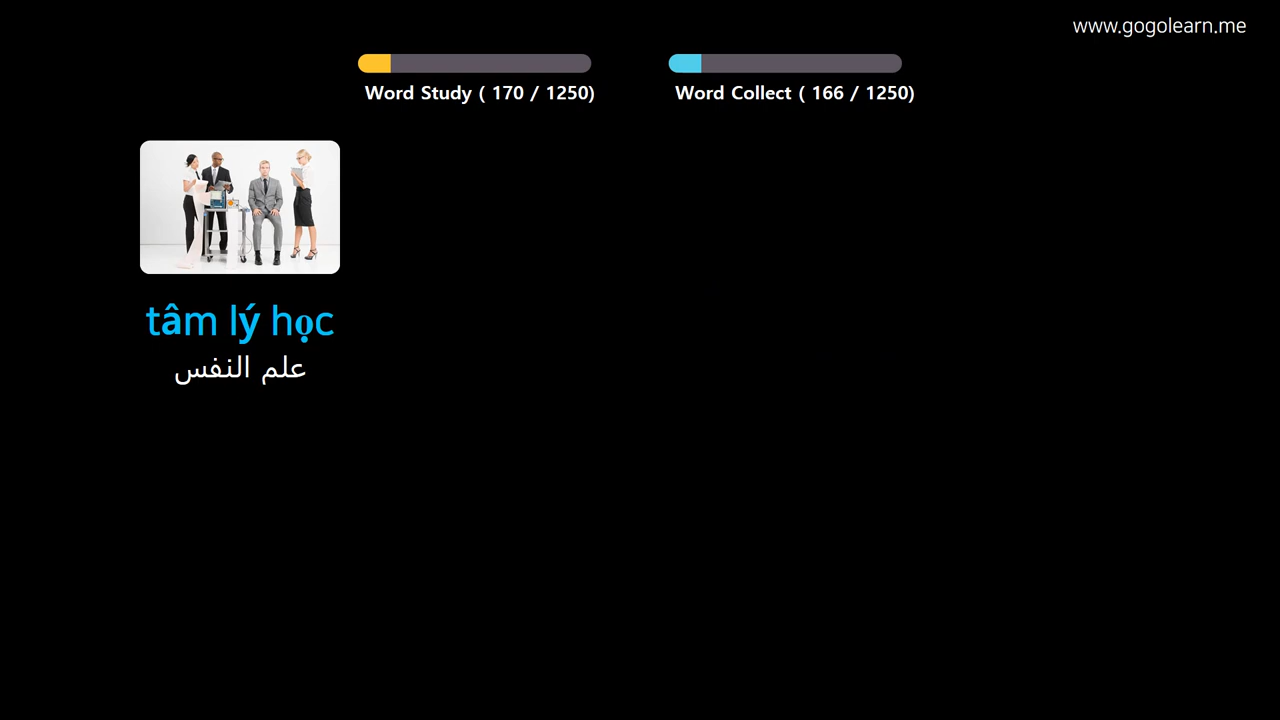 www.gogolearn.me
Word Study ( 170 / 1250)
Word Collect ( 166 / 1250)
tâm lý học
علم النفس